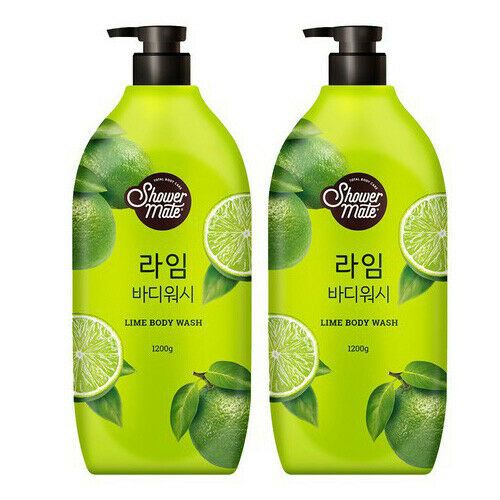 TOTAL BODY CARE
Shower
mate
라임
바디워시
LIME BODY WASH
1200g
TOTAL BODY CARE
Shower
mate
라임
바디워시
LIME BODY WASH
1200g